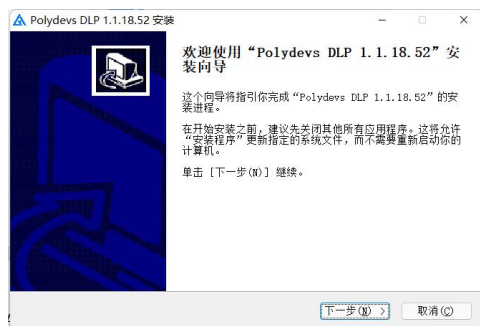 Polydevs DLP 1.1.18.52 安装
欢迎使用“Polydevs DLP 1.1.18.52”安
装向导
这个向导将指引你完成“Polydevs DLP 1.1.18.52”的安
装进程。
在开始安装之前，建议先关闭其他所有应用程序。这将允许
“安装程序”更新指定的系统文件，而不需要重新启动你的
计算机。
单击 [下一步(N)] 继续。
下一步(N) >
取消(C)